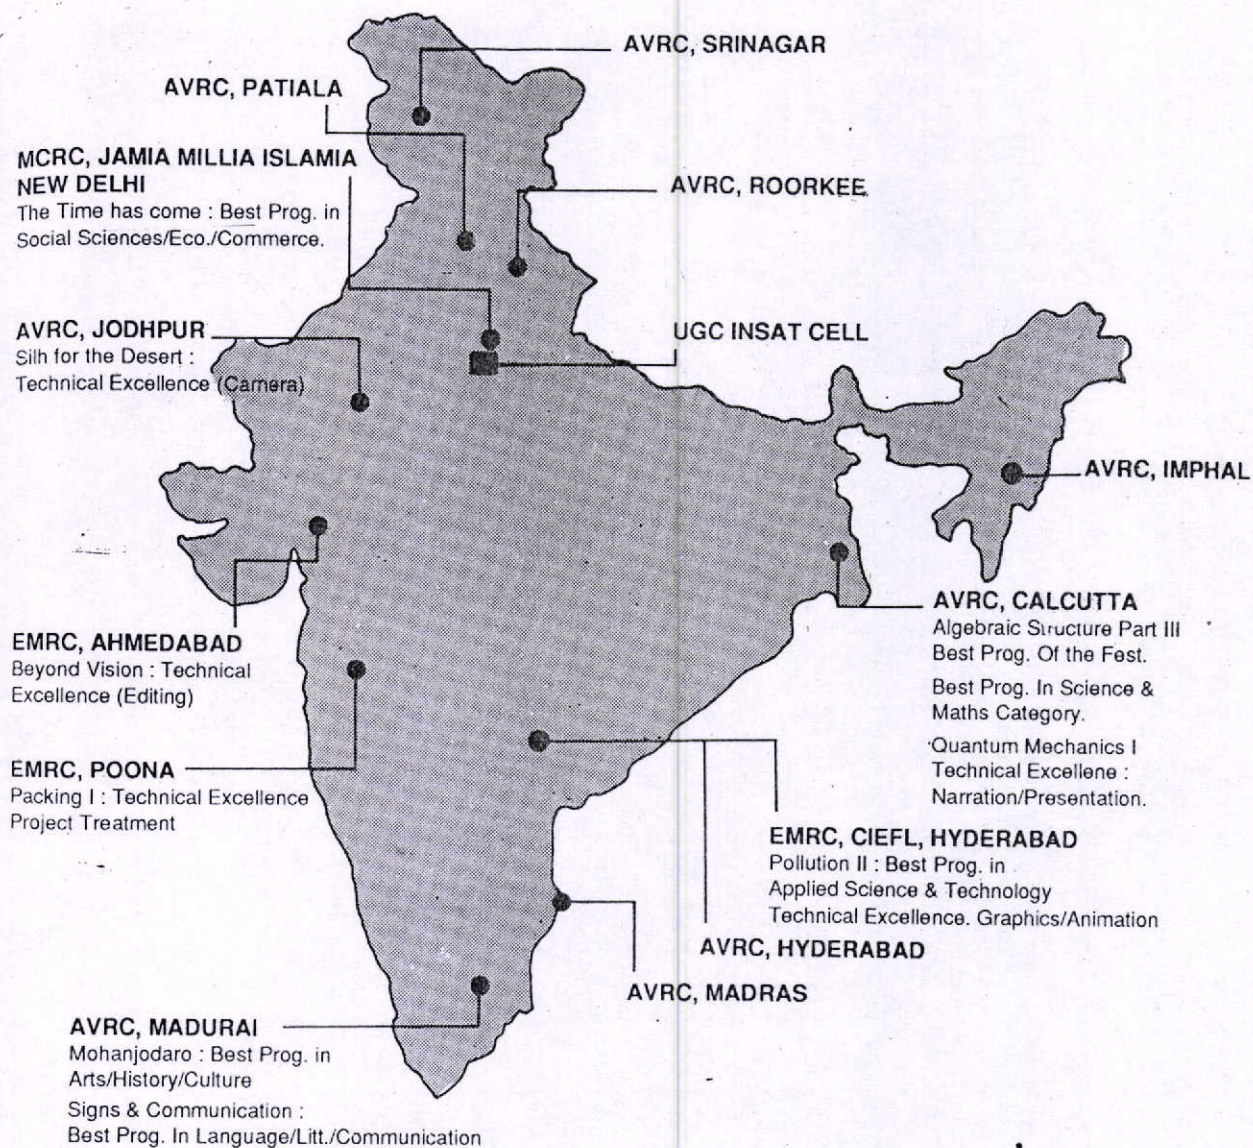 AVRC, SRINAGAR
AVRC, PATIALA
MCRC, JAMIA MILLIA ISLAMIA
NEW DELHI
The Time has come : Best Prog. in
Social Sciences/Eco./Commerce.
AVRC, ROORKEE
AVRC, JODHPUR
Silh for the Desert :
Technical Excellence (Camera)
UGC INSAT CELL
AVRC, IMPHAL
EMRC, AHMEDABAD
Beyond Vision : Technical
Excellence (Editing)
AVRC, CALCUTTA
Algebraic Structure Part III
Best Prog. Of the Fest.
Best Prog. In Science &
Maths Category.
Quantum Mechanics I
Technical Excellene :
Narration/Presentation.
EMRC, POONA
Packing I : Technical Excellence
Project Treatment
EMRC, CIEFL, HYDERABAD
Pollution II : Best Prog. in
Applied Science & Technology
Technical Excellence. Graphics/Animation
AVRC, HYDERABAD
AVRC, MADRAS
AVRC, MADURAI
Mohanjodaro : Best Prog. in
Arts/History/Culture
Signs & Communication :
Best Prog. In Language/Litt./Communication